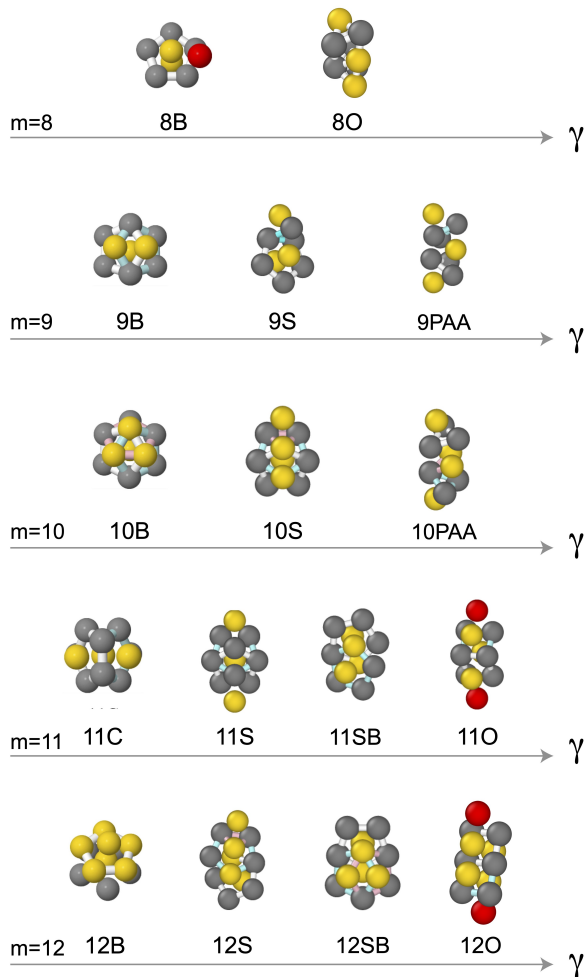 m=8 8B 8O γ
m=9 9B 9S 9PAA γ
m=10 10B 10S 10PAA γ
m=11 11C 11S 11SB 11O γ
m=12 12B 12S 12SB 12O γ